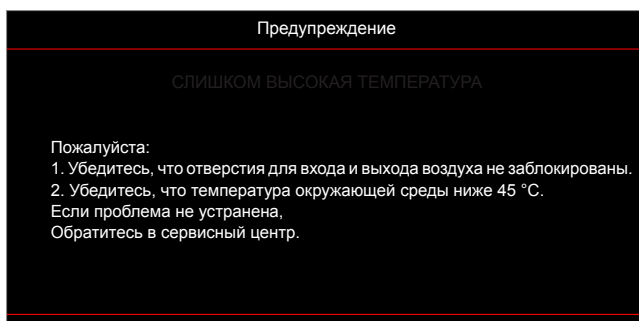 Предупреждение
СЛИШКОМ ВЫСОКАЯ ТЕМПЕРАТУРА
Пожалуйста:
1. Убедитесь, что отверстия для входа и выхода воздуха не заблокированы.
2. Убедитесь, что температура окружающей среды ниже 45 °C.
Если проблема не устранена,
Обратитесь в сервисный центр.